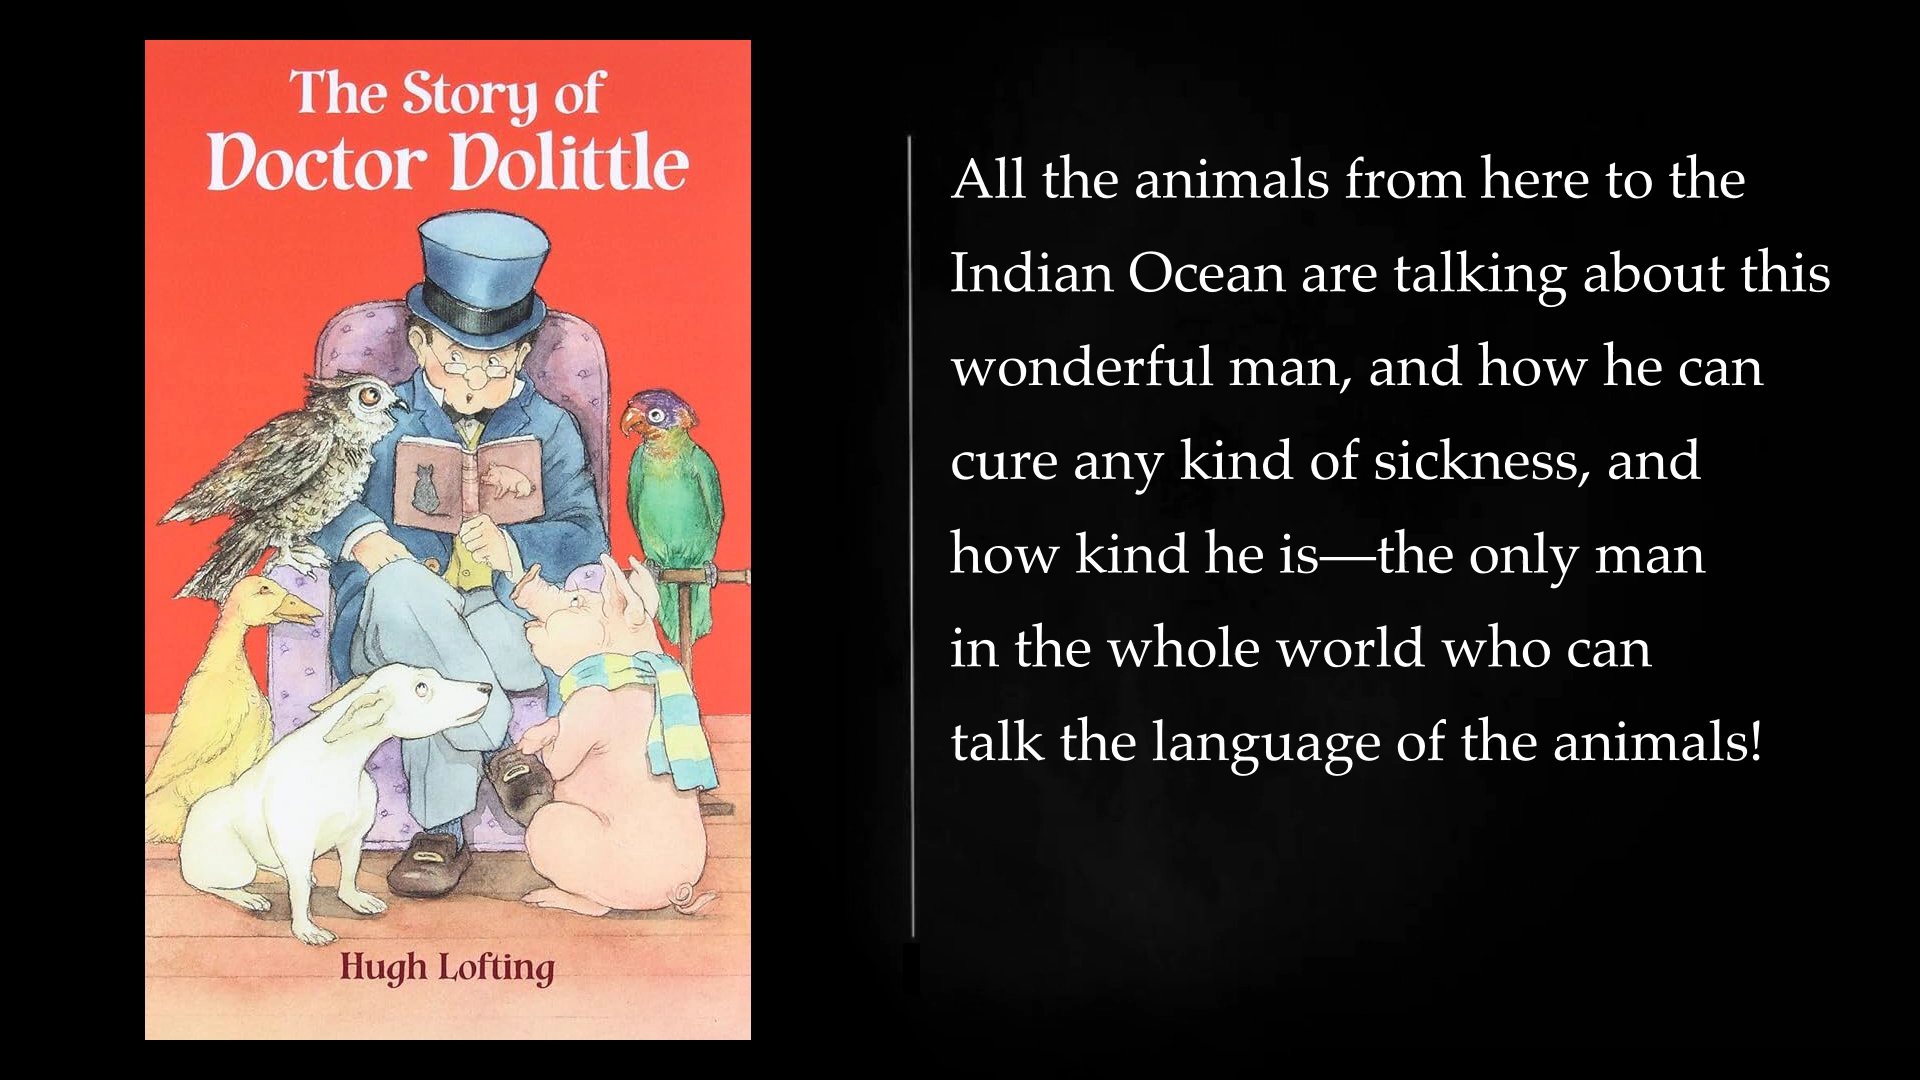 The Story of
Doctor Dolittle
Hugh Lofting
All the animals from here to the
Indian Ocean are talking about this
wonderful man, and how he can
cure any kind of sickness, and
how kind he is—the only man
in the whole world who can
talk the language of the animals!